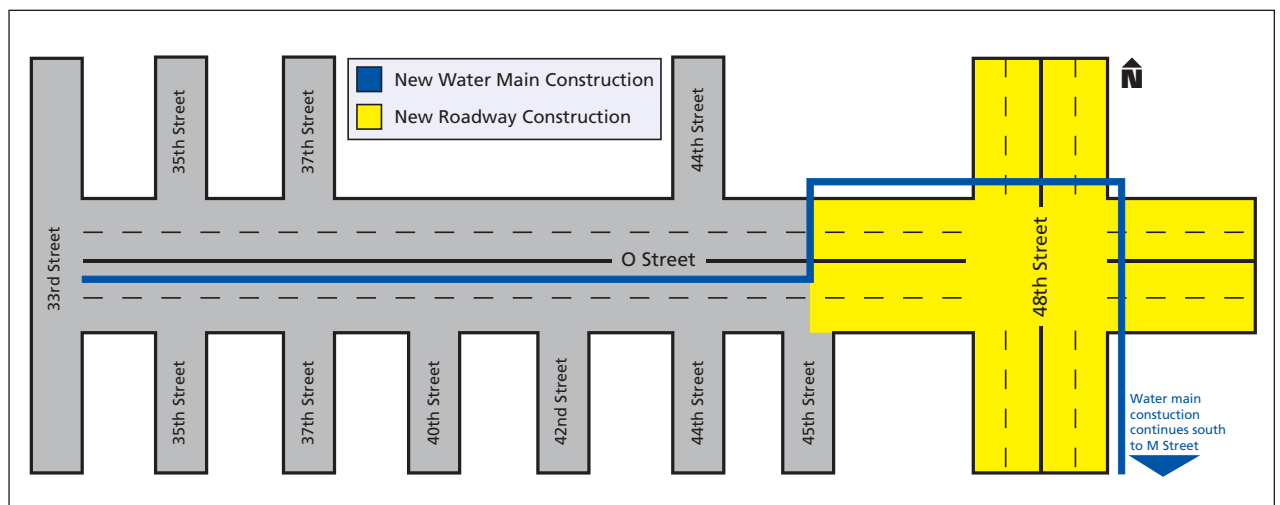 New Water Main Construction
New Roadway Construction
N
35th Street
37th Street
44th Street
33rd Street
O Street
48th Street
35th Street
37th Street
40th Street
42nd Street
44th Street
45th Street
Water main
constuction
continues south
to M Street